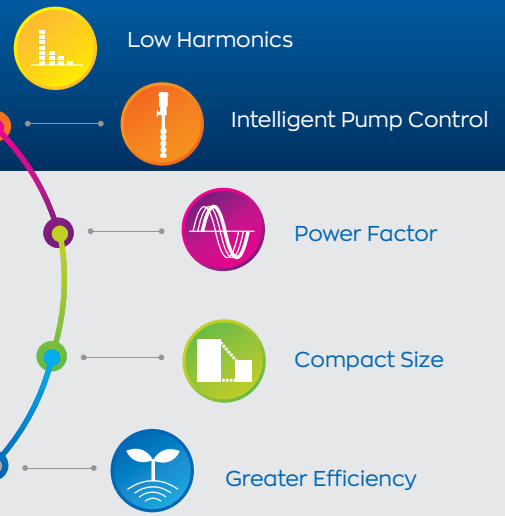 Low Harmonics
Intelligent Pump Control
Power Factor
Compact Size
Greater Efficiency